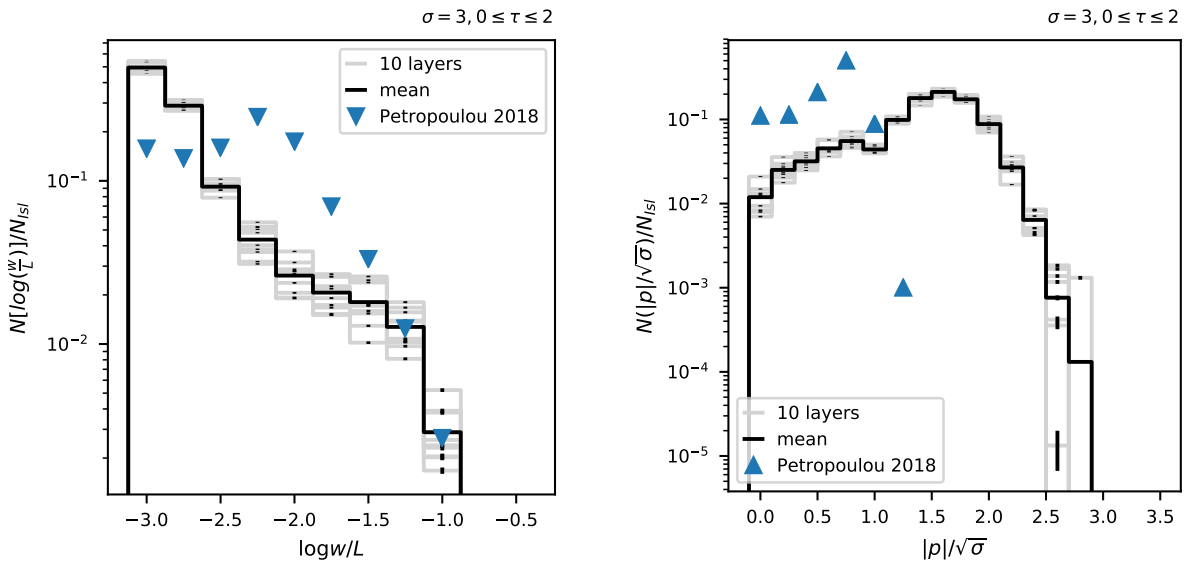 σ = 3, 0 ≤ τ ≤ 2
N[log(w/L)]/N_Isl
10⁻¹
10⁻²
10 layers
mean
Petropoulou 2018
−3.0 −2.5 −2.0 −1.5 −1.0 −0.5
logw/L
σ = 3, 0 ≤ τ ≤ 2
N(|p|/√σ)/N_Isl
10⁻¹
10⁻²
10⁻³
10⁻⁴
10⁻⁵
10 layers
mean
Petropoulou 2018
0.0 0.5 1.0 1.5 2.0 2.5 3.0 3.5
|p|/√σ